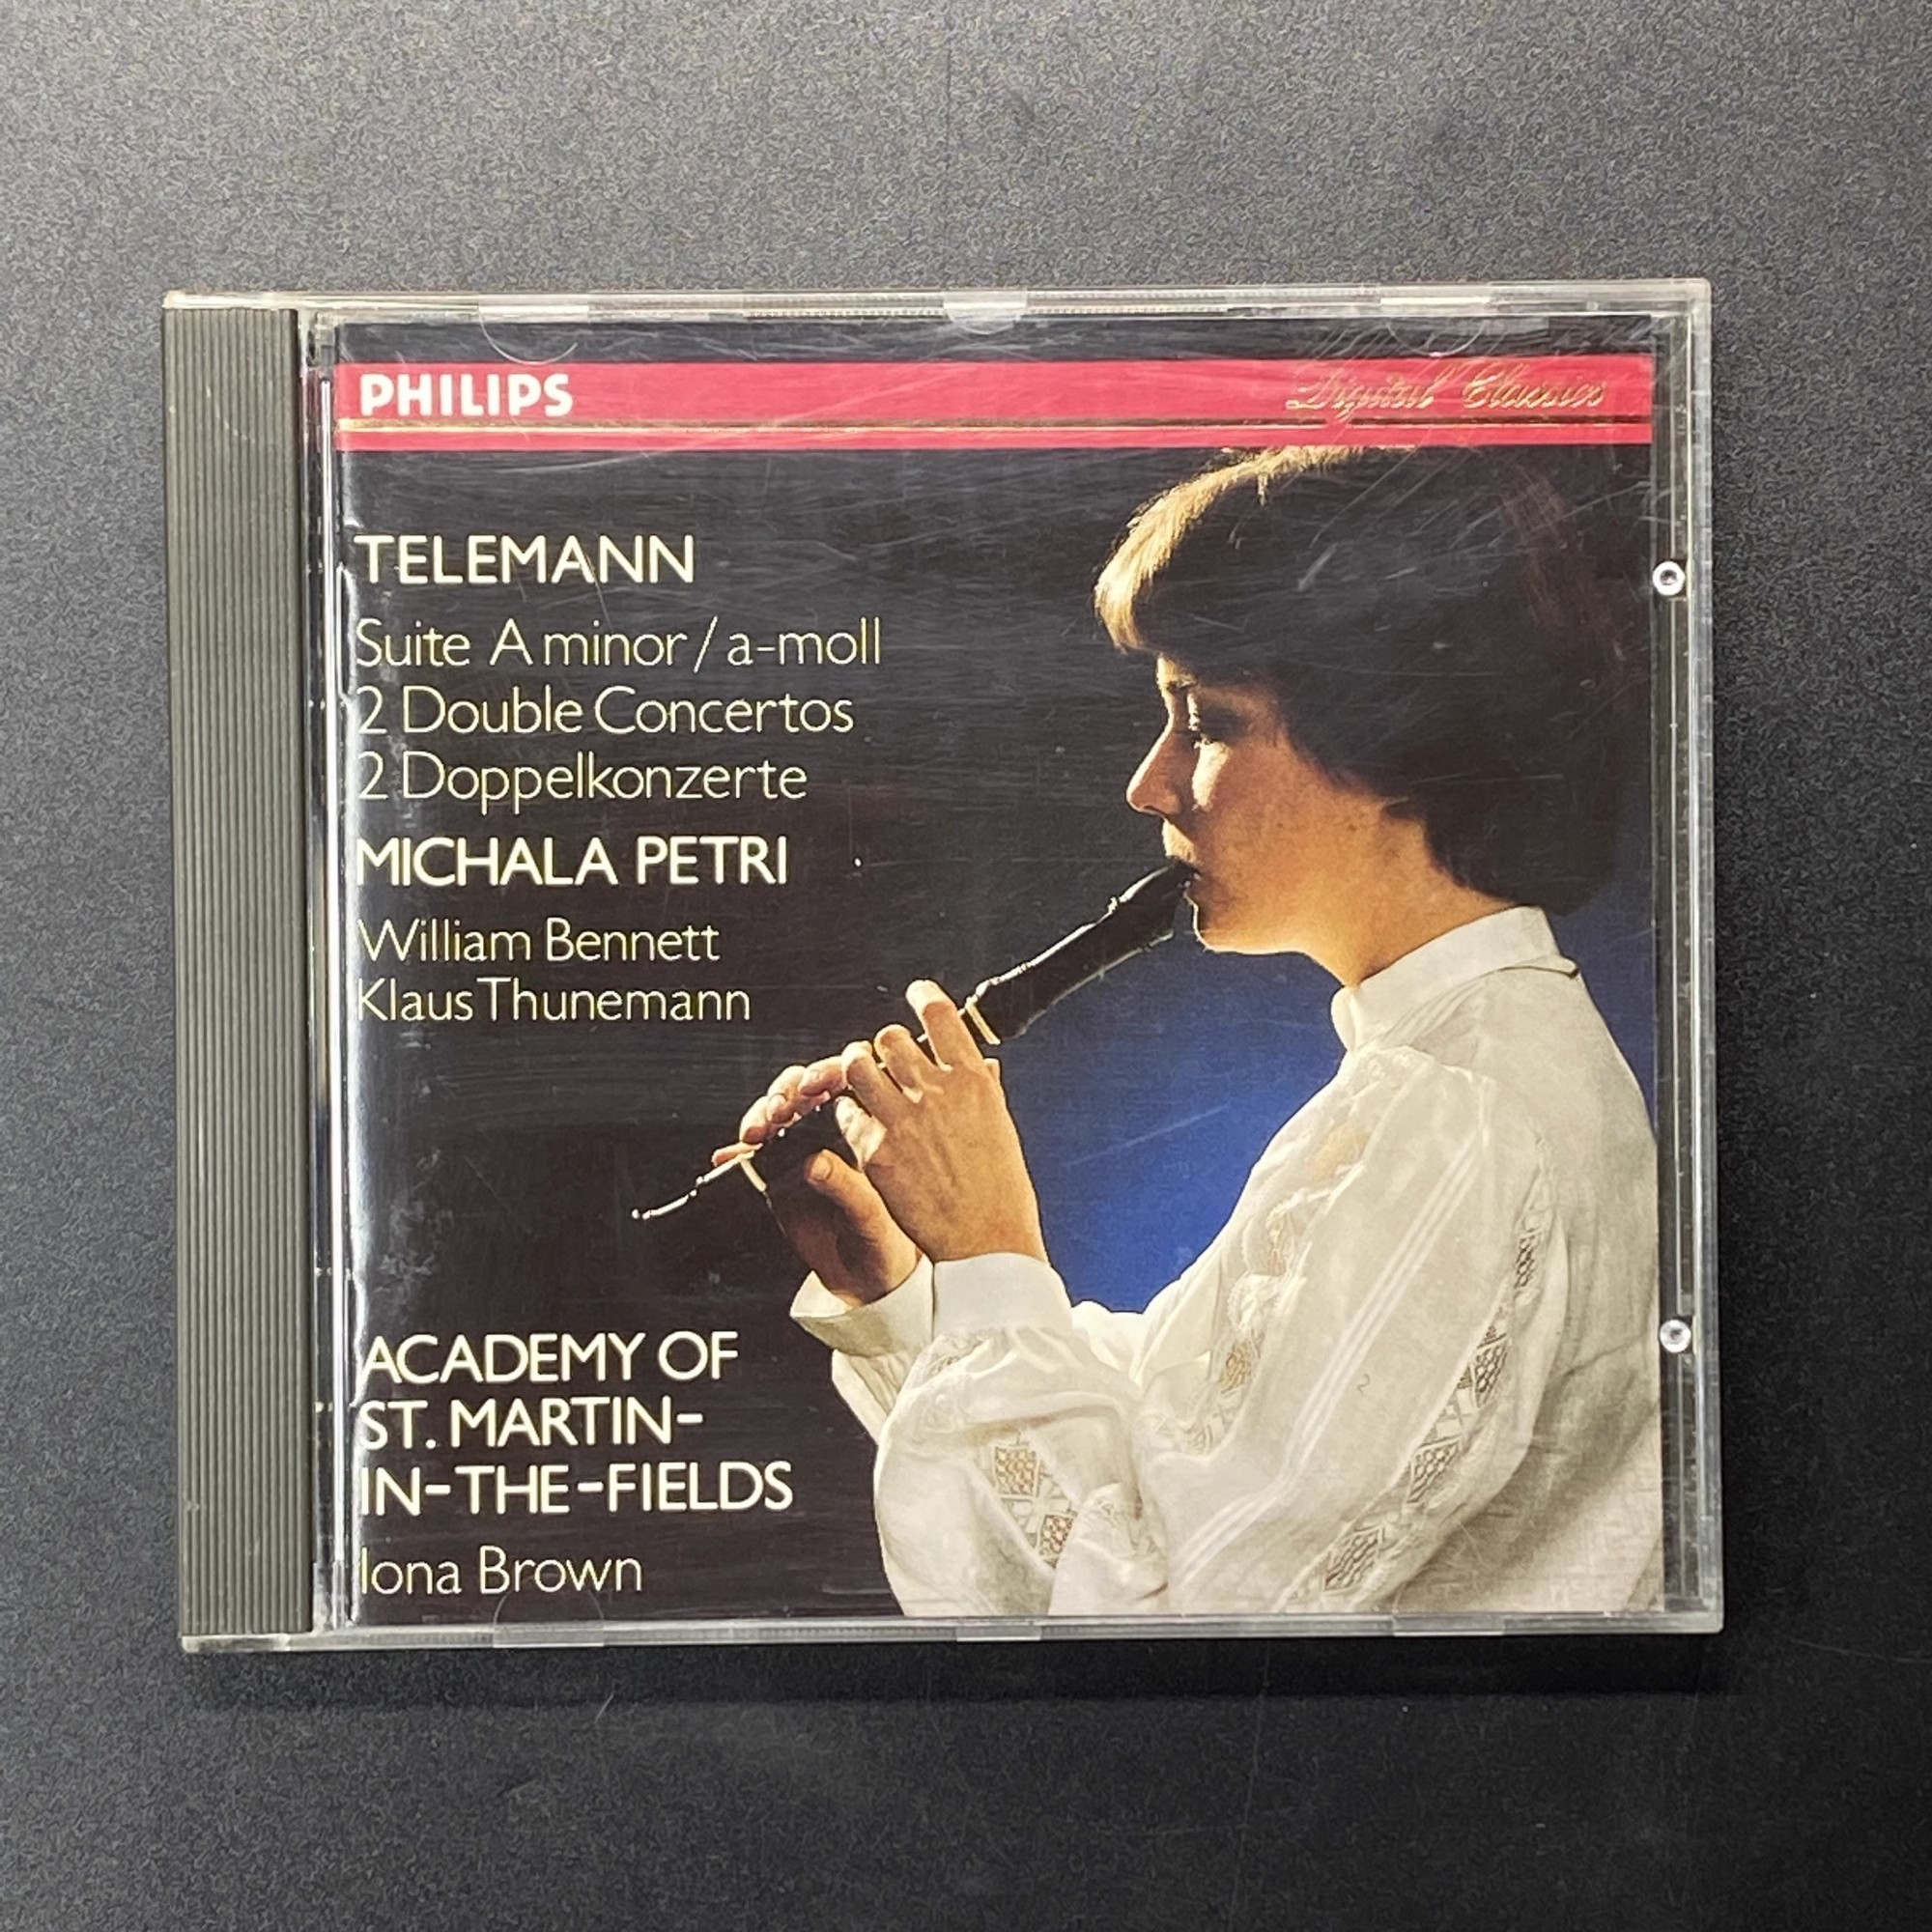 PHILIPS
Digital Classics
TELEMANN
Suite A minor / a-moll
2 Double Concertos
2 Doppelkonzerte
MICHALA PETRI
William Bennett
Klaus Thunemann
ACADEMY OF
ST. MARTIN-
IN-THE-FIELDS
Iona Brown